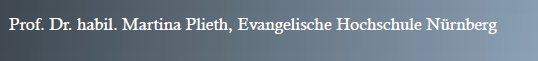 Prof. Dr. habil. Martina Plieth, Evangelische Hochschule Nürnberg